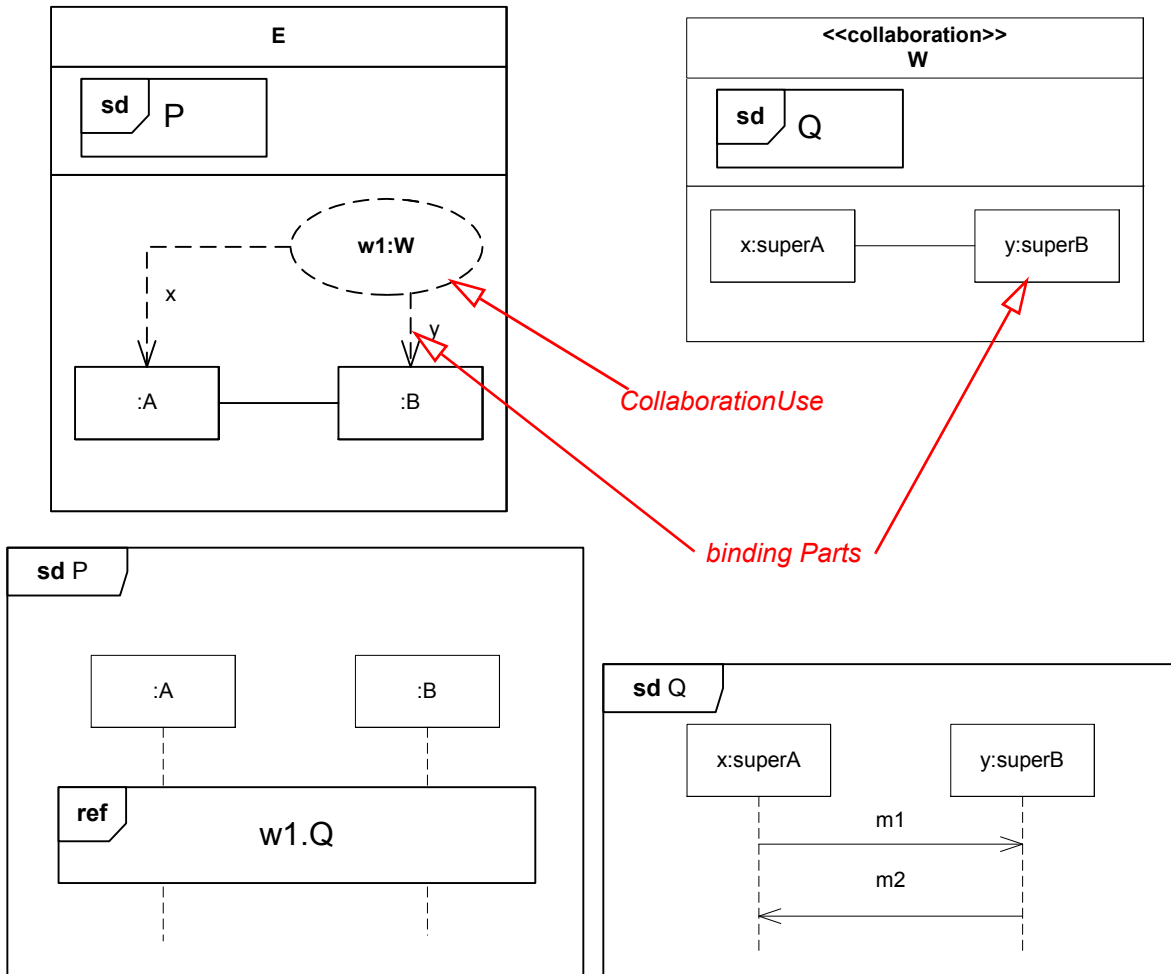 E
sd P
w1:W
x
y
:A
:B
<<collaboration>>
W
sd Q
x:superA
y:superB
CollaborationUse
binding Parts
sd P
:A
:B
ref
w1.Q
sd Q
x:superA
y:superB
m1
m2